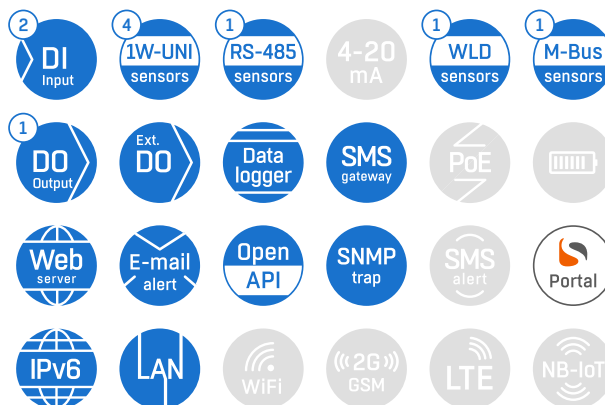 2 4 1 1 1
DI 1W-UNI RS-485 4-20 WLD M-Bus
Input sensors sensors mA sensors sensors
1
DO Ext. DO Data SMS PoE
Output logger gateway
Web E-mail Open SNMP SMS Portal
server alert API trap alert
IPv6 LAN WiFi 2G LTE NB-IoT
GSM